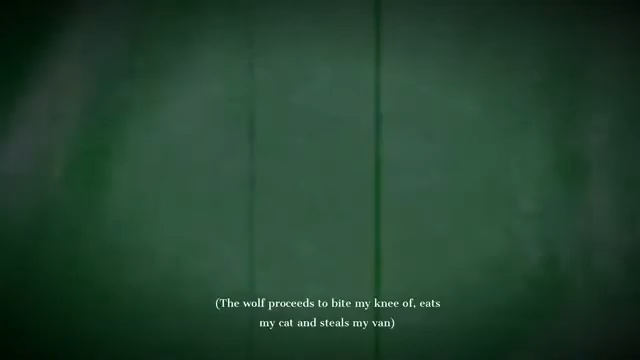 (The wolf proceeds to bite my knee of, eats
my cat and steals my van)